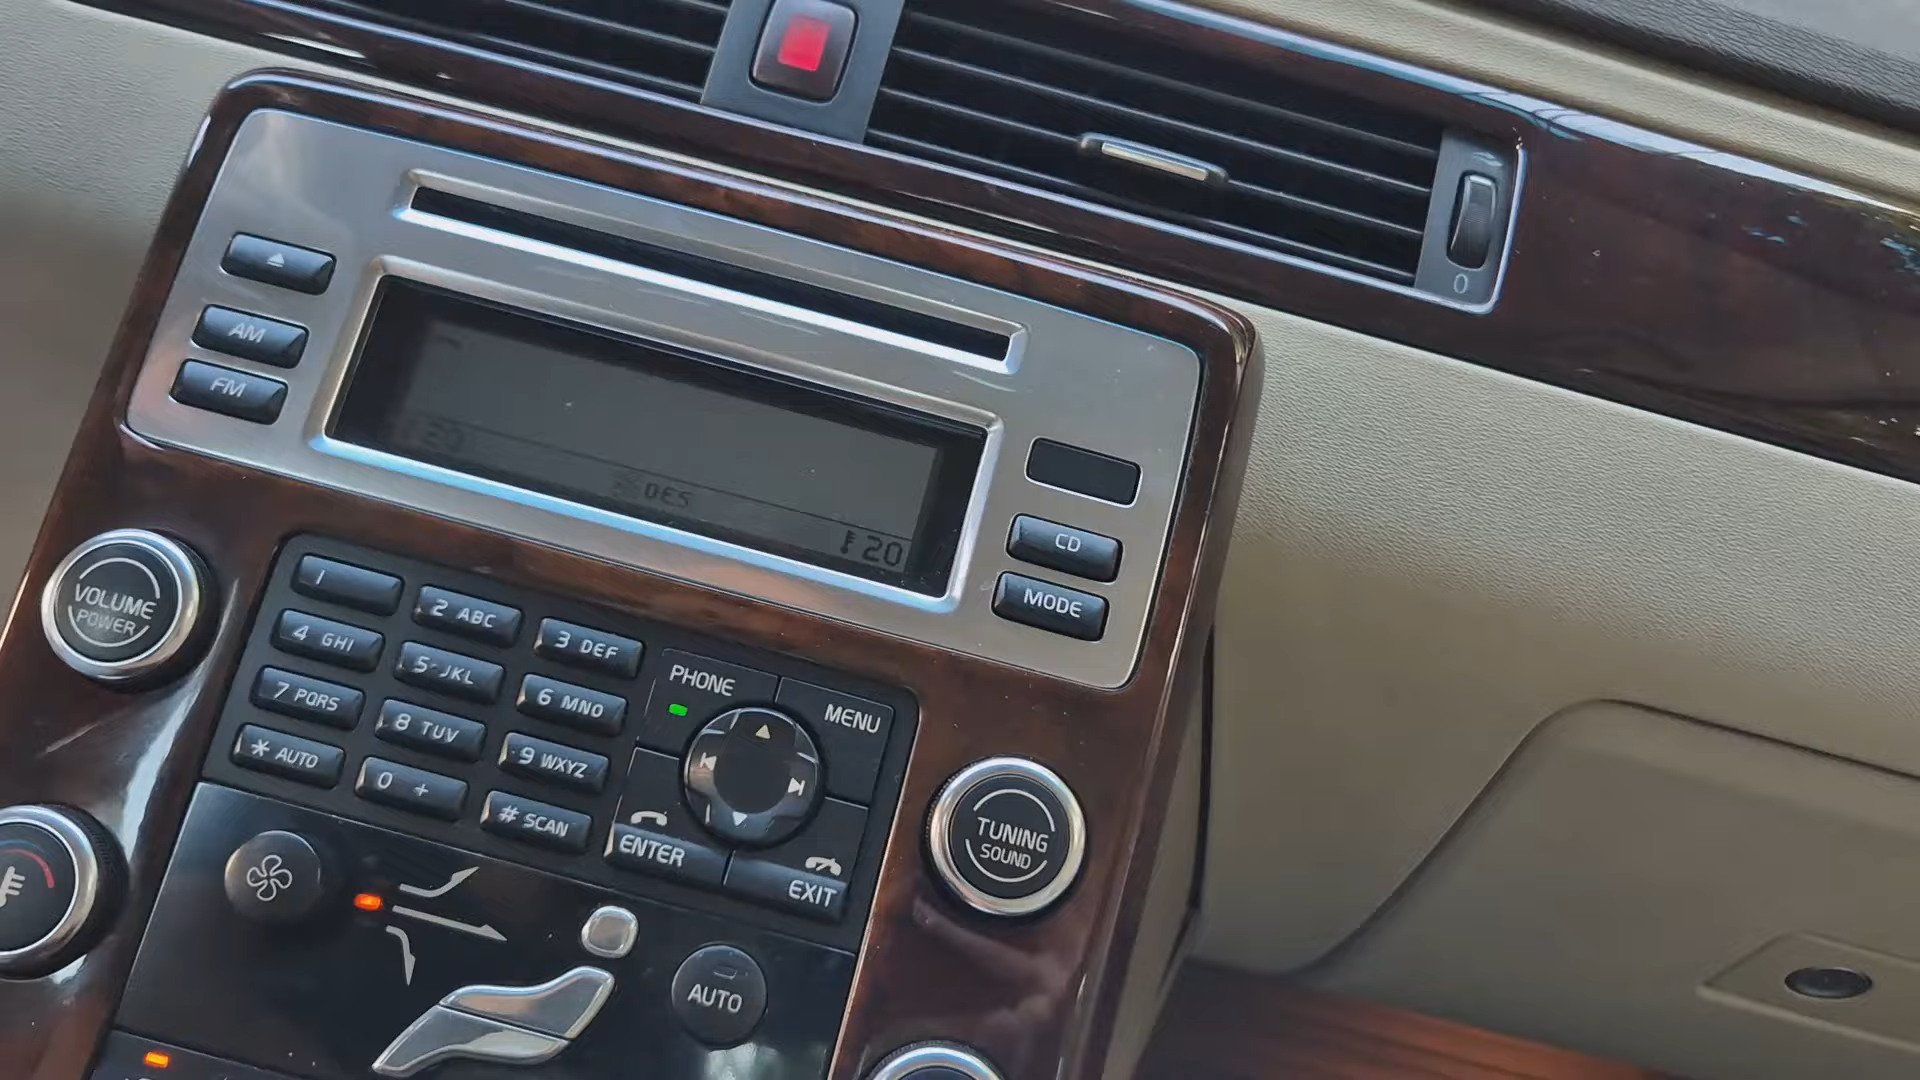 0
AM
FM
20
CD
MODE
VOLUME
POWER
1
2 ABC
3 DEF
4 GHI
5 JKL
6 MNO
7 PQRS
8 TUV
9 WXYZ
* AUTO
0 +
# SCAN
PHONE
MENU
ENTER
EXIT
TUNING
SOUND
AUTO